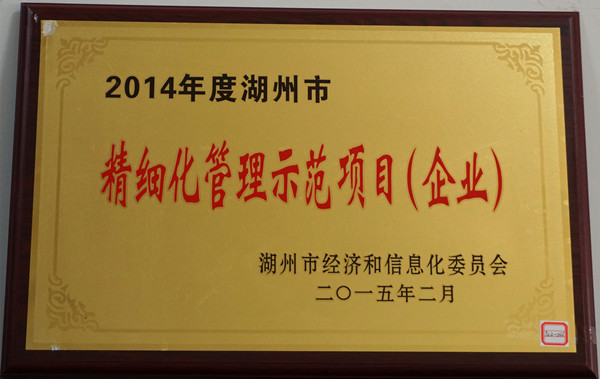 2014年度湖州市
精细化管理示范项目(企业)
湖州市经济和信息化委员会
二〇一五年二月